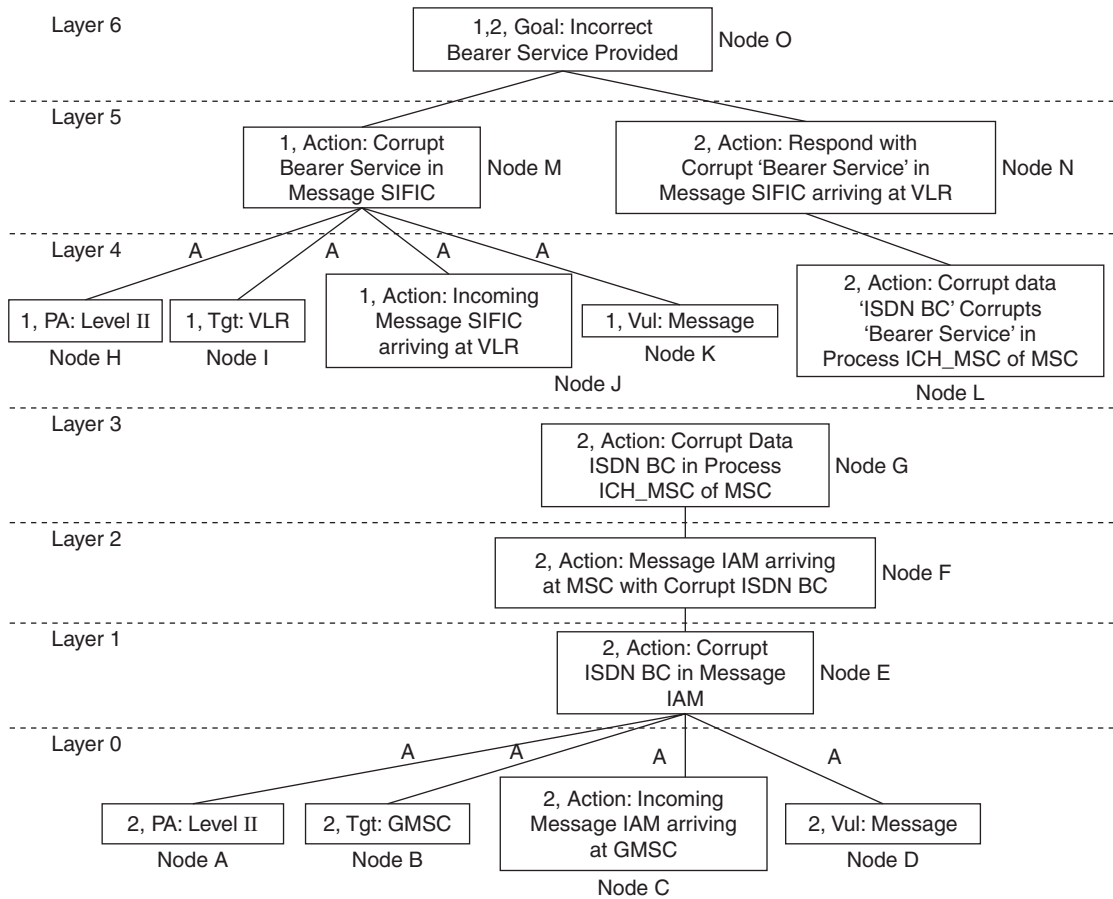 Layer 6
1,2, Goal: Incorrect
Bearer Service Provided
Node O
Layer 5
1, Action: Corrupt
Bearer Service in
Message SIFIC
Node M
2, Action: Respond with
Corrupt ‘Bearer Service’ in
Message SIFIC arriving at VLR
Node N
Layer 4
A
A
A
A
1, PA: Level II
Node H
1, Tgt: VLR
Node I
1, Action: Incoming
Message SIFIC
arriving at VLR
Node J
1, Vul: Message
Node K
2, Action: Corrupt data
‘ISDN BC’ Corrupts
‘Bearer Service’ in
Process ICH_MSC of MSC
Node L
Layer 3
2, Action: Corrupt Data
ISDN BC in Process
ICH_MSC of MSC
Node G
Layer 2
2, Action: Message IAM arriving
at MSC with Corrupt ISDN BC
Node F
Layer 1
2, Action: Corrupt
ISDN BC in Message
IAM
Node E
Layer 0
A
A
A
A
2, PA: Level II
Node A
2, Tgt: GMSC
Node B
2, Action: Incoming
Message IAM arriving
at GMSC
Node C
2, Vul: Message
Node D